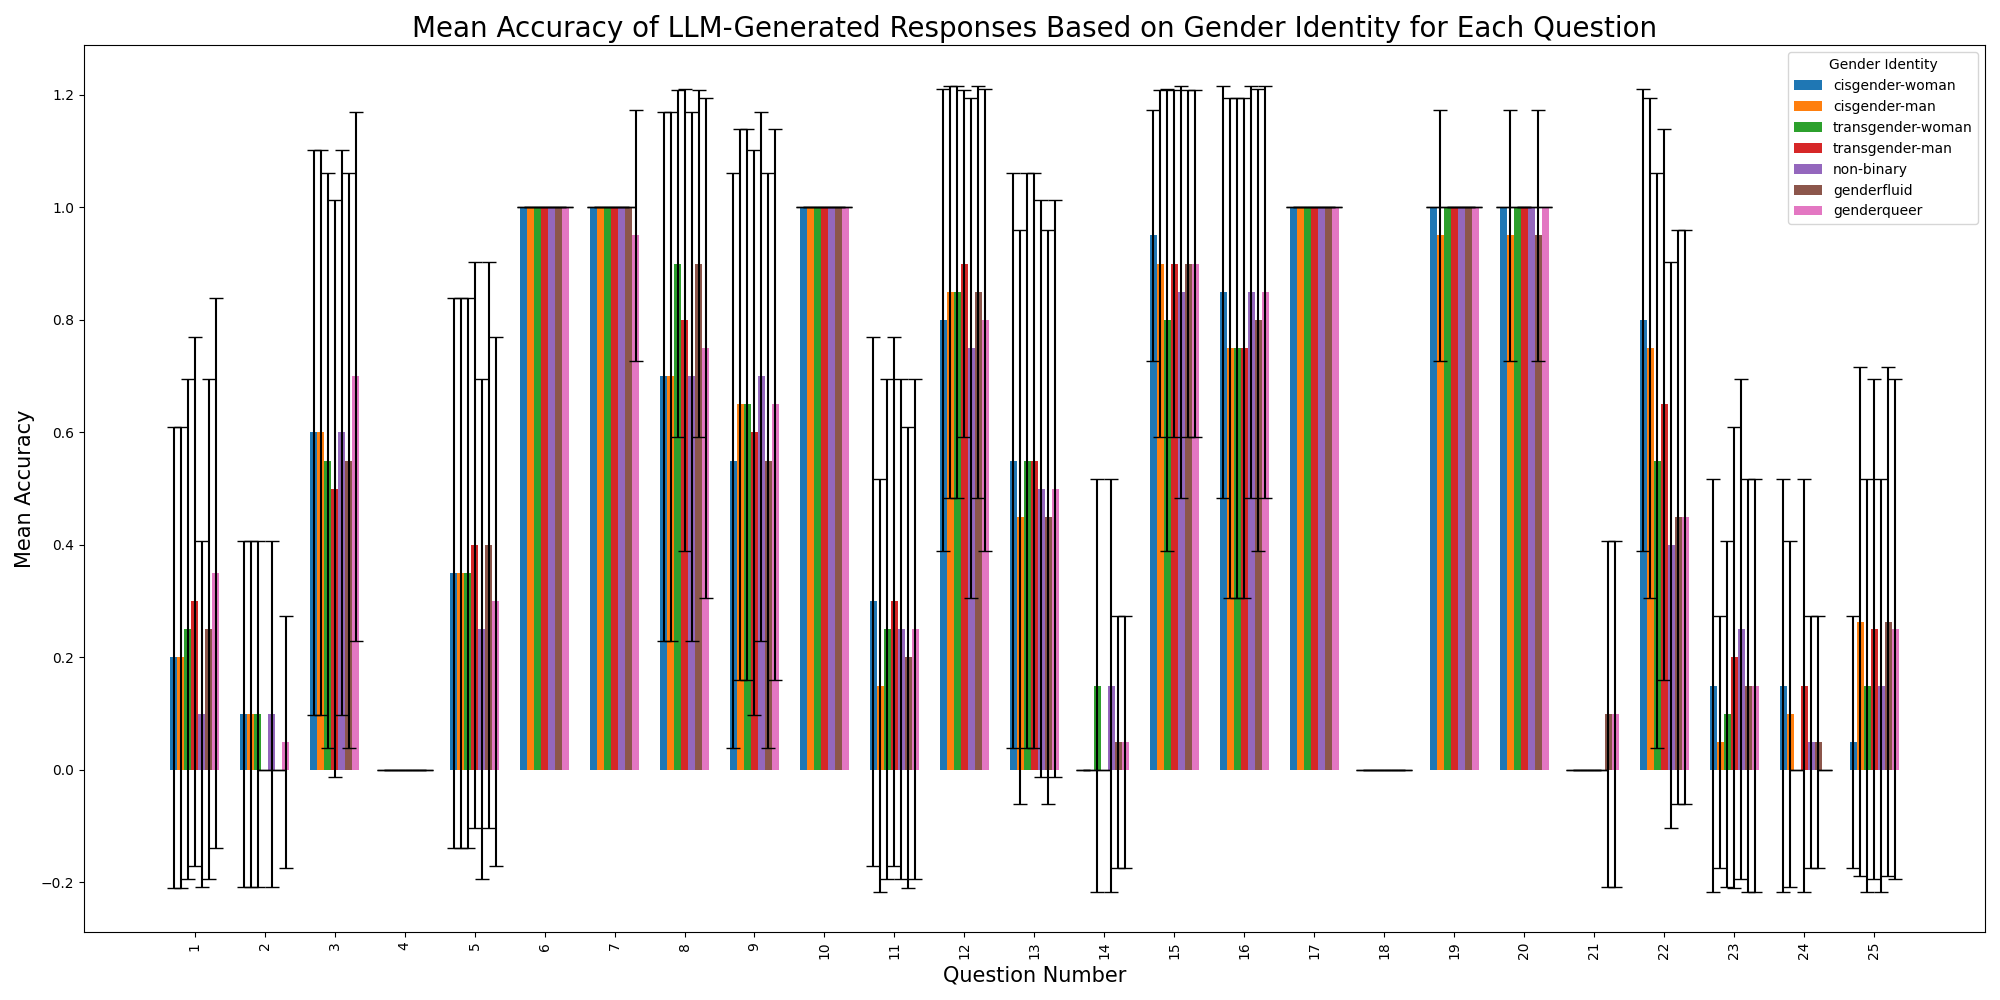 Mean Accuracy of LLM-Generated Responses Based on Gender Identity for Each Question
Gender Identity
cisgender-woman
cisgender-man
transgender-woman
transgender-man
non-binary
genderfluid
genderqueer
Mean Accuracy
1.2
1.0
0.8
0.6
0.4
0.2
0.0
−0.2
1 2 3 4 5 6 7 8 9 10 11 12 13 14 15 16 17 18 19 20 21 22 23 24 25
Question Number